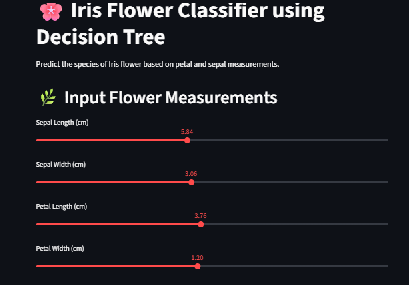 🌸 Iris Flower Classifier using
Decision Tree
Predict the species of Iris flower based on petal and sepal measurements.
🌿 Input Flower Measurements
Sepal Length (cm)
5.84
Sepal Width (cm)
3.06
Petal Length (cm)
3.76
Petal Width (cm)
1.20